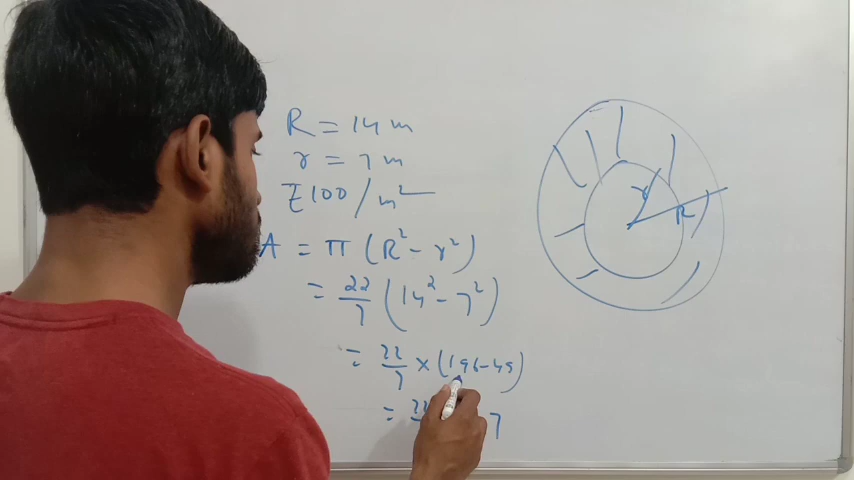 R = 14 m
r = 7 m
₹100/m²
A = π (R² - r²)
= 22/7 (14² - 7²)
= 22/7 × (196-49)
= 22 7
r
R